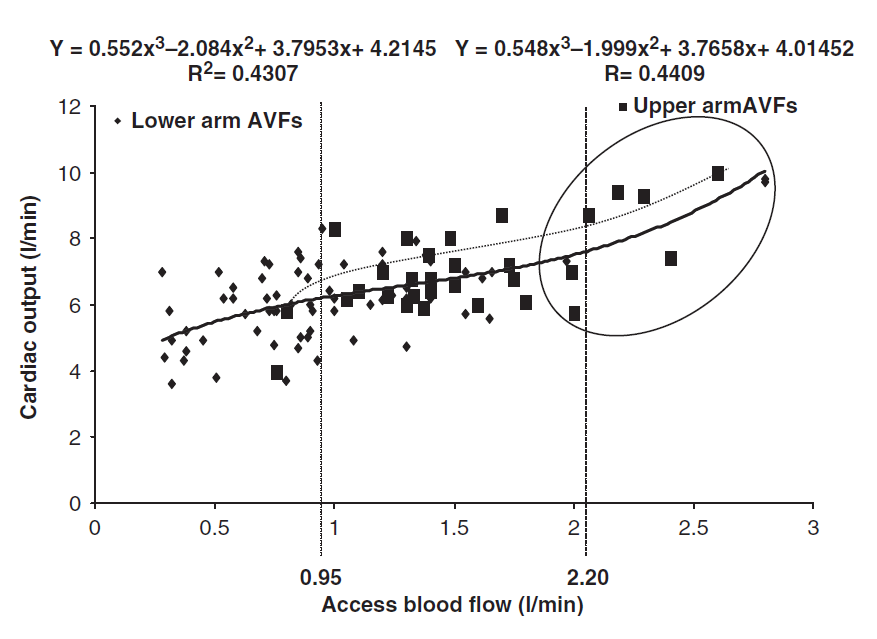 Y = 0.552x³–2.084x²+ 3.7953x+ 4.2145 Y = 0.548x³–1.999x²+ 3.7658x+ 4.01452
R²= 0.4307 R= 0.4409
12 Lower arm AVFs Upper armAVFs
10
8
6
4
2
0
Cardiac output (l/min)
0 0.5 1 1.5 2 2.5 3
0.95 2.20
Access blood flow (l/min)